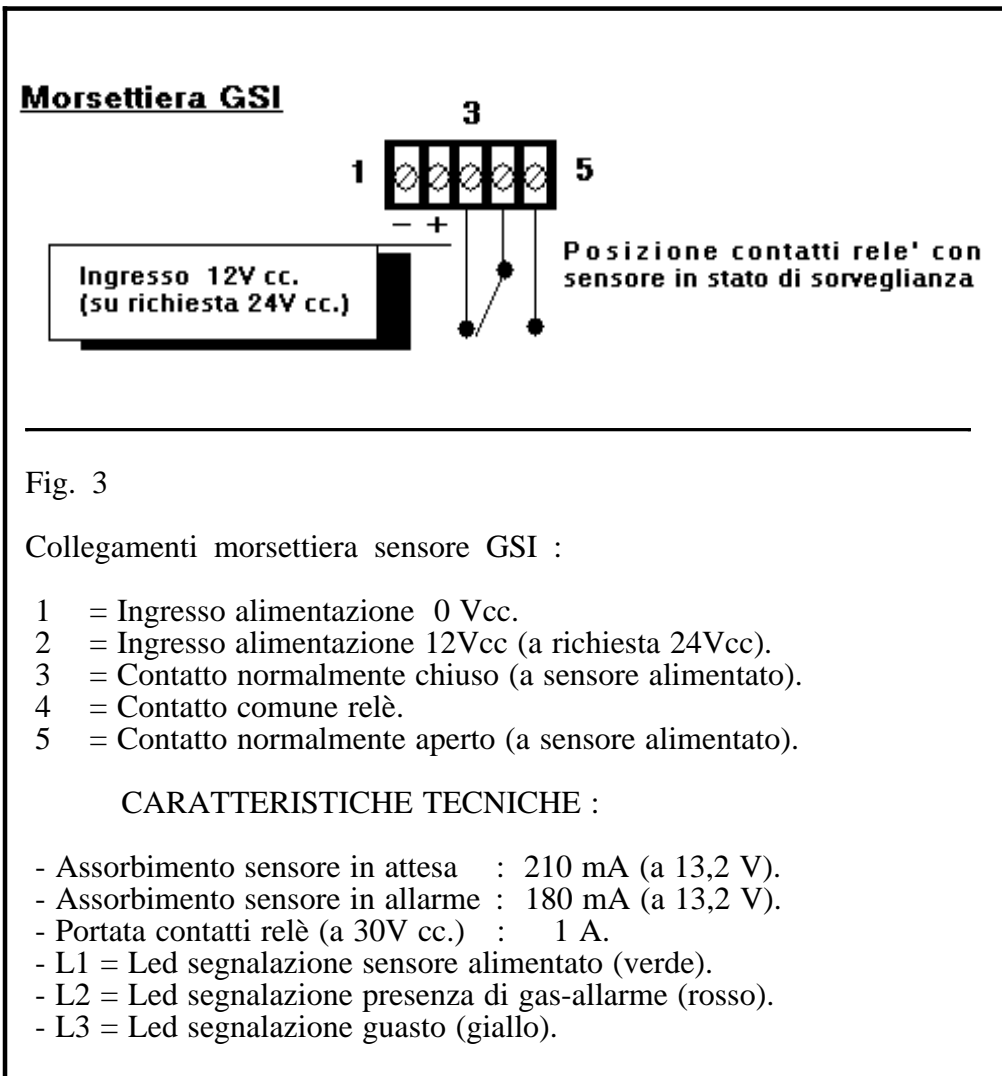 Morsettiera GSI
3
1
5
− +
Ingresso 12V cc.
(su richiesta 24V cc.)
Posizione contatti rele' con
sensore in stato di sorveglianza
Fig. 3
Collegamenti morsettiera sensore GSI :
1 = Ingresso alimentazione 0 Vcc.
2 = Ingresso alimentazione 12Vcc (a richiesta 24Vcc).
3 = Contatto normalmente chiuso (a sensore alimentato).
4 = Contatto comune relè.
5 = Contatto normalmente aperto (a sensore alimentato).
CARATTERISTICHE TECNICHE :
- Assorbimento sensore in attesa : 210 mA (a 13,2 V).
- Assorbimento sensore in allarme : 180 mA (a 13,2 V).
- Portata contatti relè (a 30V cc.) : 1 A.
- L1 = Led segnalazione sensore alimentato (verde).
- L2 = Led segnalazione presenza di gas-allarme (rosso).
- L3 = Led segnalazione guasto (giallo).